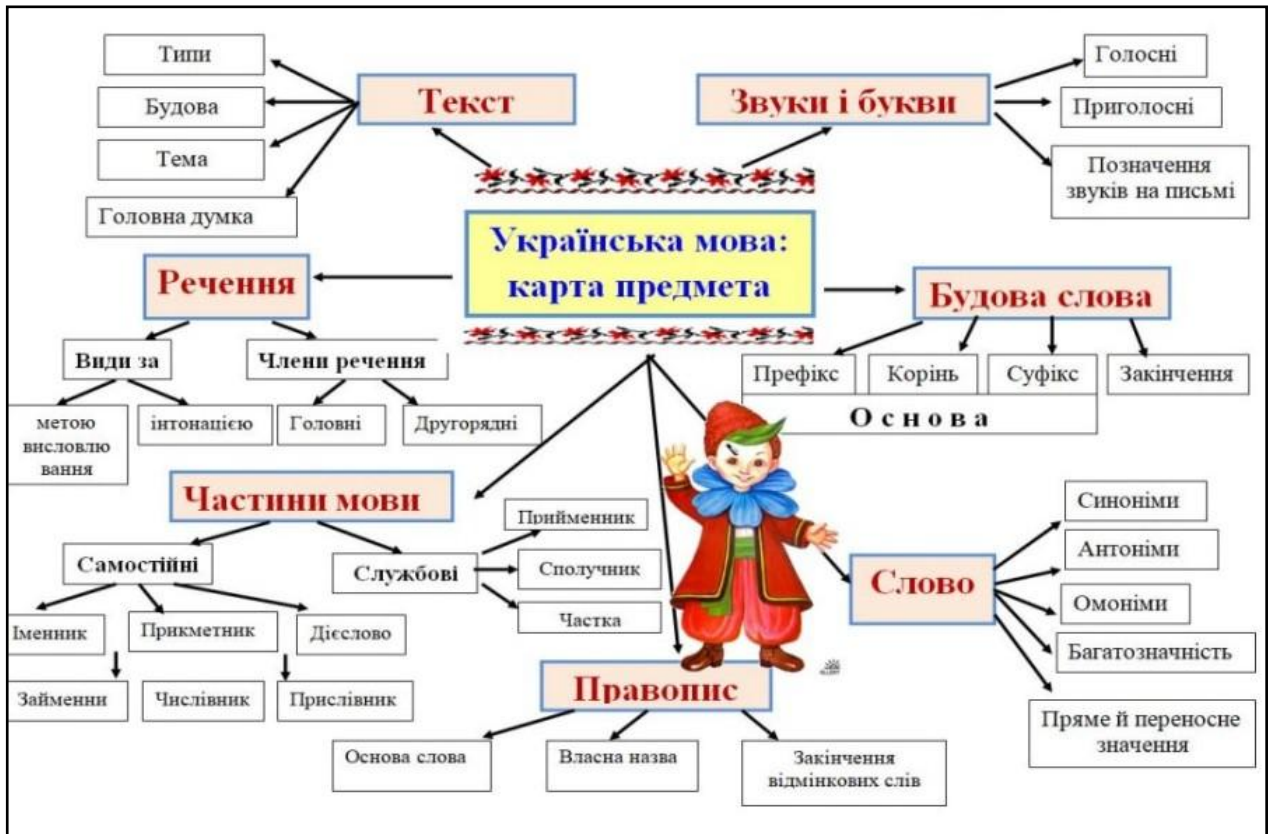 Типи
Будова
Тема
Головна думка
Текст
Звуки і букви
Голосні
Приголосні
Позначення
звуків на письмі
Українська мова:
карта предмета
Речення
Види за
метою
висловлю
вання
інтонацією
Члени речення
Головні
Другорядні
Будова слова
Префікс
Корінь
Суфікс
Закінчення
Основа
Частини мови
Самостійні
Іменник
Прикметник
Дієслово
Займенни
Числівник
Прислівник
Службові
Прийменник
Сполучник
Частка
Слово
Синоніми
Антоніми
Омоніми
Багатозначність
Пряме й переносне
значення
Правопис
Основа слова
Власна назва
Закінчення
відмінкових слів